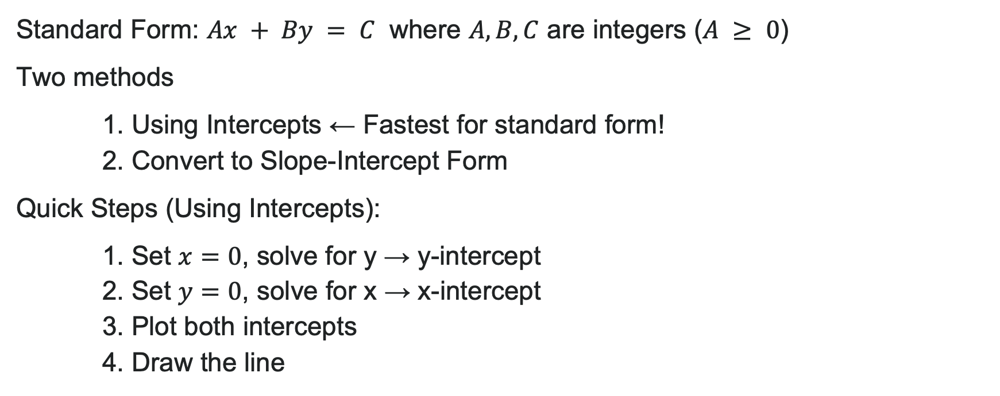 Standard Form: Ax + By = C where A, B, C are integers (A ≥ 0)
Two methods
1. Using Intercepts ← Fastest for standard form!
2. Convert to Slope-Intercept Form
Quick Steps (Using Intercepts):
1. Set x = 0, solve for y → y-intercept
2. Set y = 0, solve for x → x-intercept
3. Plot both intercepts
4. Draw the line